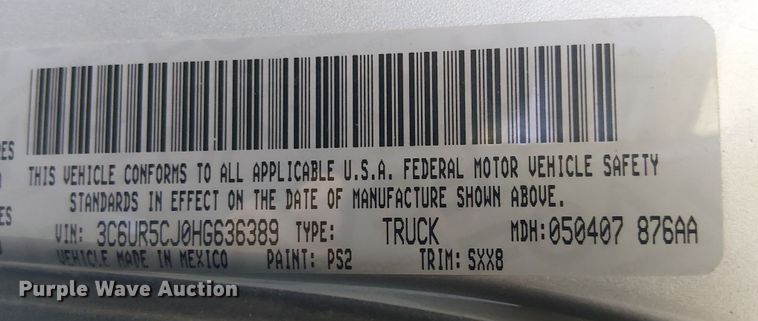 RES
THIS VEHICLE CONFORMS TO ALL APPLICABLE U.S.A. FEDERAL MOTOR VEHICLE SAFETY
STANDARDS IN EFFECT ON THE DATE OF MANUFACTURE SHOWN ABOVE.
ES
VIN: 3C6UR5CJ0HG636389 TYPE: TRUCK MDH: 050407 876AA
VEHICLE MADE IN MEXICO PAINT: PS2 TRIM: SXX8
Purple Wave Auction